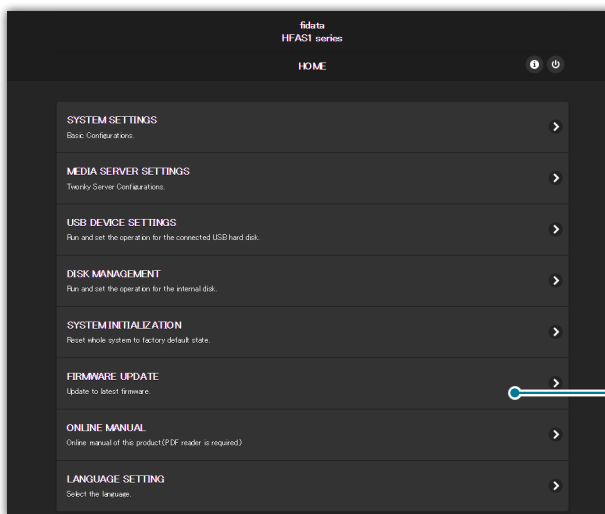 fidata
HFAS1 series
HOME
SYSTEM SETTINGS
Basic Configurations.
MEDIA SERVER SETTINGS
Twonky Server Configurations.
USB DEVICE SETTINGS
Run and set the operation for the connected USB hard disk.
DISK MANAGEMENT
Run and set the operation for the internal disk.
SYSTEM INITIALIZATION
Reset whole system to factory default state.
FIRMWARE UPDATE
Update to latest firmware.
ONLINE MANUAL
Online manual of this product(PDF reader is required.)
LANGUAGE SETTING
Select the language.